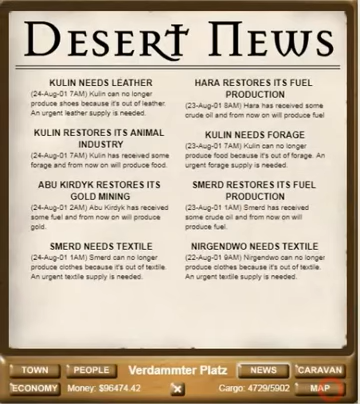 DESERT NEWS
KULIN NEEDS LEATHER
(24-Aug-01 7AM) Kulin can no longer
produce shoes because it's out of leather.
An urgent leather supply is needed.
KULIN RESTORES ITS ANIMAL
INDUSTRY
(24-Aug-01 7AM) Kulin has received some
forage and from now on will produce food.
ABU KIRDYK RESTORES ITS
GOLD MINING
(24-Aug-01 2AM) Abu Kirdyk has received
some fuel and from now on will produce
gold.
SMERD NEEDS TEXTILE
(24-Aug-01 1AM) Smerd can no longer
produce clothes because it's out of textile.
An urgent textile supply is needed.
HARA RESTORES ITS FUEL
PRODUCTION
(23-Aug-01 8AM) Hara has received some
crude oil and from now on will produce fuel
KULIN NEEDS FORAGE
(23-Aug-01 7AM) Kulin can no longer
produce food because it's out of forage. An
urgent forage supply is needed.
SMERD RESTORES ITS FUEL
PRODUCTION
(23-Aug-01 1AM) Smerd has received
some crude oil and from now on will
produce fuel.
NIRGENDWO NEEDS TEXTILE
(22-Aug-01 9AM) Nirgendwo can no longer
produce clothes because it's out of textile.
An urgent textile supply is needed.
TOWN PEOPLE Verdammter Platz NEWS CARAVAN
ECONOMY Money: $96474.42 Cargo: 4729/5902 MAP